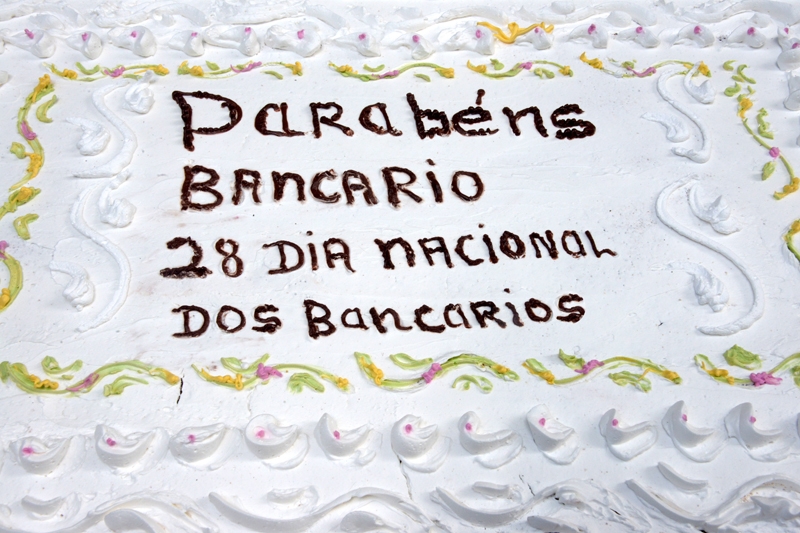 Parabéns
BANCARIO
28 DIA NACIONAL
DOS BANCARIOS